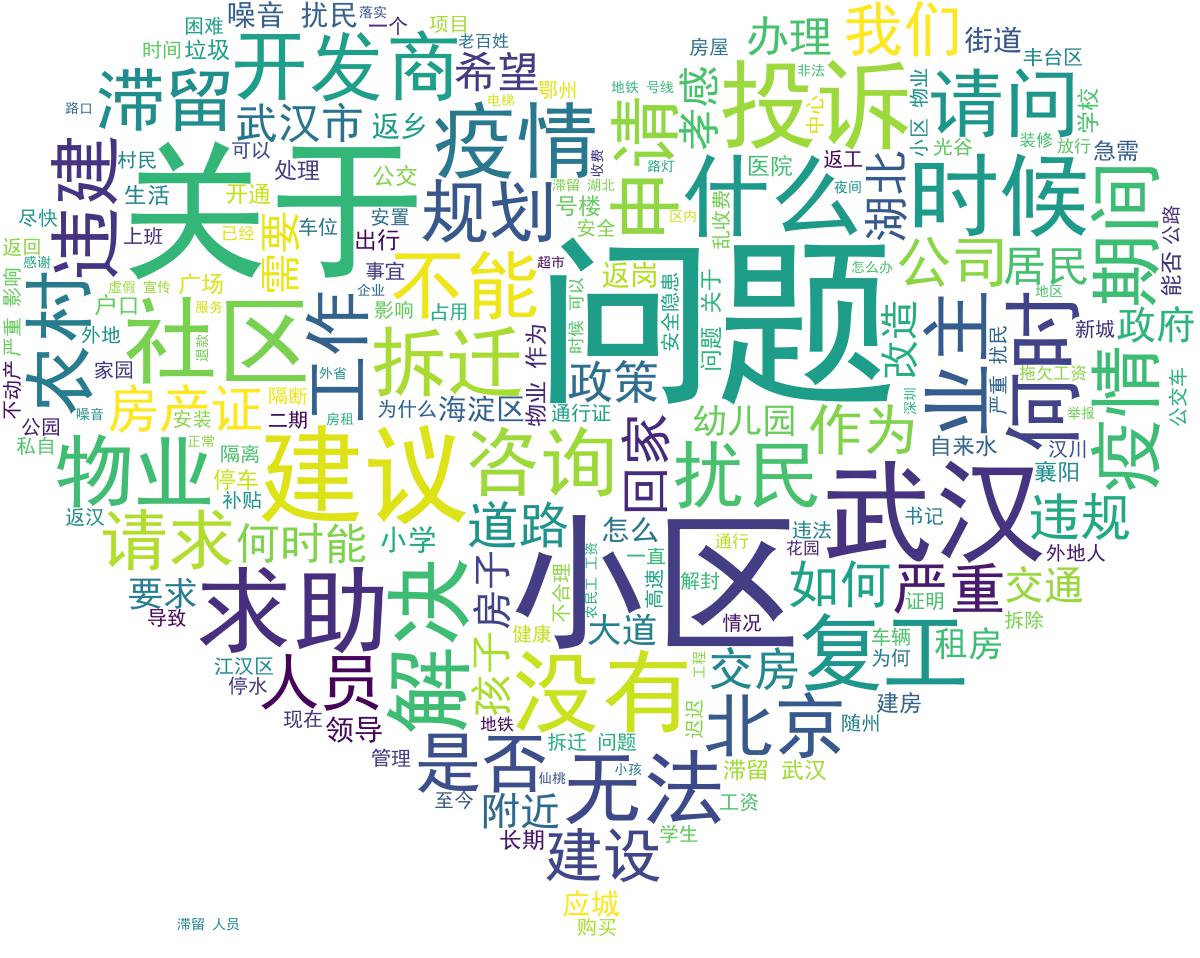 噪音 扰民
落实
一个
项目
困难
时间
垃圾
开发商
老百姓
希望
房屋
办理
我们
街道
丰台区
滞留
路口
武汉市
返乡
疫情
电梯
鄂州
地铁 号线
孝感
申请
投诉
非法
中心
小区 物业
请问
学校
装修
放行
光谷
急需
违建
村民
可以
处理
公交
关于
规划
收费
滞留 湖北
号楼
安全
路灯
区内
乱收费
医院
什么
返工
夜间
湖北
时候
期间
能否 公路
尽快
生活
上班
开通
已经
需要
车位
安置
出行
返回
感谢
严重 影响
虚假 宣传
广场
服务
事宜
企业
不能
影响
占用
超市
问题
返岗
时候 可以
安全隐患
问题 关于
怎么办
公司
居民
地区
农村
户口
外地
社区
退款
工作
外省
拆迁
物业 作为
政策
改造
业主
严重 扰民
何时
新城
政府
不动产
家园
房产证
隔断
二期
房租
为什么
海淀区
通行证
深圳
拖欠工资
举报
疫情
公交车
公园
噪音
安装
私自
物业
正常
隔离
停车
补贴
建议
咨询
回家
幼儿园
作为
扰民
自来水
汉川
襄阳
返汉
请求
何时能
小学
道路
怎么
武汉
违法
花园
书记
违规
外地人
要求
导致
求助
解决
房子
小区
不合理
农民工 工资
一直
高速
解封
通行
如何
严重
证明
交通
拆除
大道
情况
健康
江汉区
停水
人员
孩子
没有
工程
交房
复工
车辆
为何
租房
现在
领导
地铁
迟迟
北京
建房
随州
管理
是否
拆迁 问题
仙桃
小孩
无法
滞留 武汉
至今
附近
工资
长期
建设
学生
应城
购买
滞留 人员